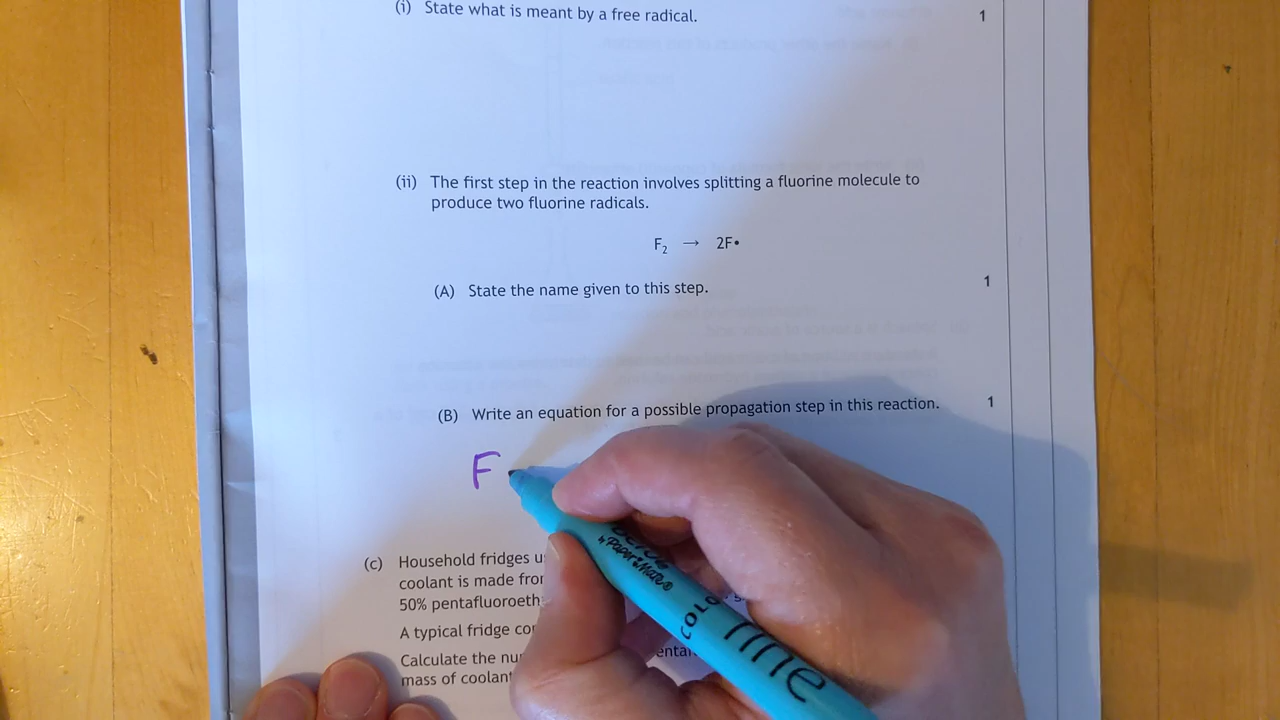 (i) State what is meant by a free radical. 1
(ii) The first step in the reaction involves splitting a fluorine molecule to
produce two fluorine radicals.
F₂ → 2F•
(A) State the name given to this step. 1
(B) Write an equation for a possible propagation step in this reaction. 1
F
(c) Household fridges
coolant is made
50% pentafluoroeth
A typical fridge
Calculate the
mass of coolant
by PaperMate®
COLO